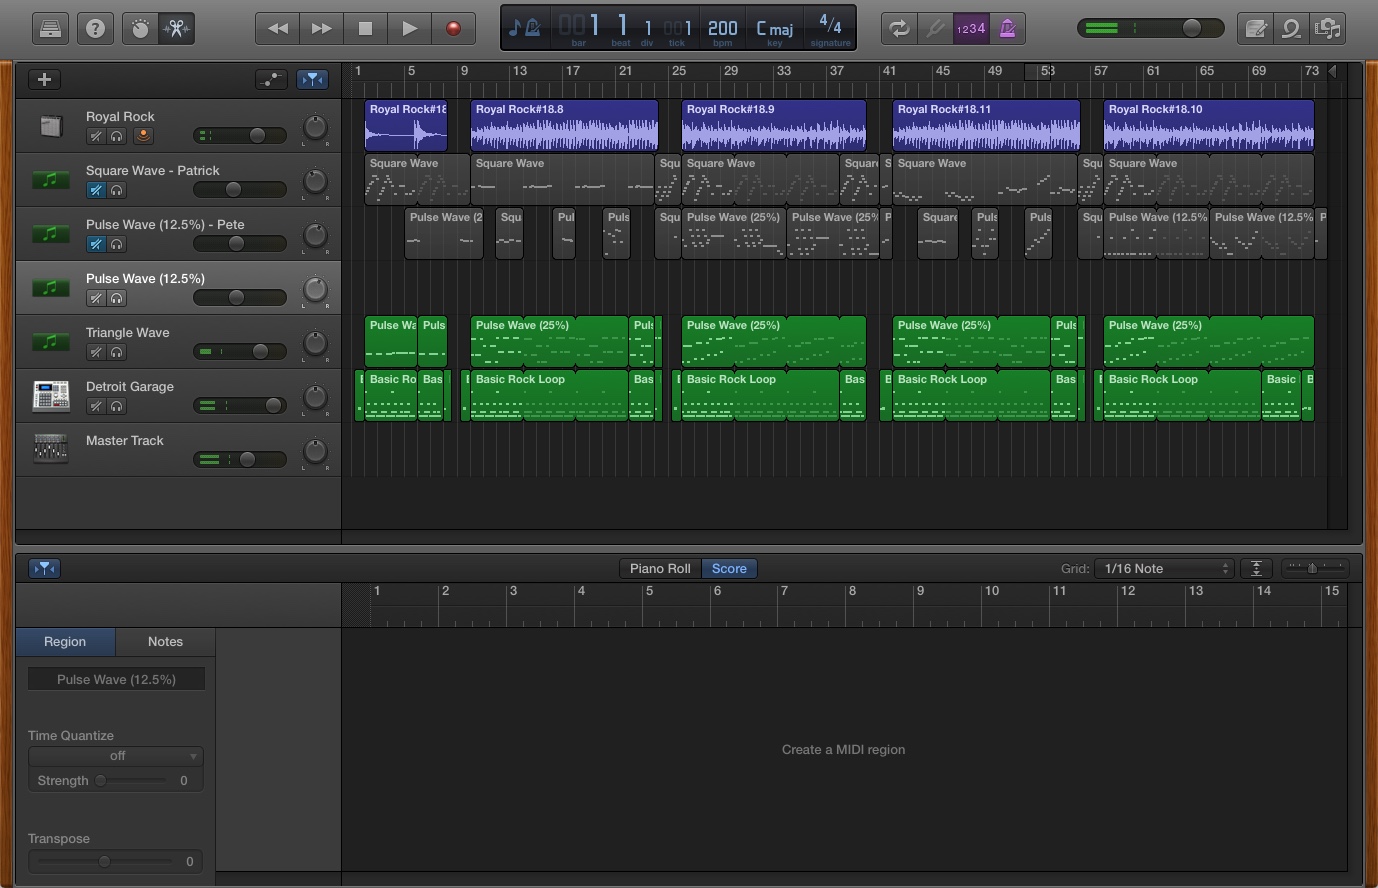 1 1 1 1 200 C maj 4/4
bar beat div tick bpm key signature
1234
1 5 9 13 17 21 25 29 33 37 41 45 49 53 57 61 65 69 73
Royal Rock
L R
Royal Rock#18 Royal Rock#18.8 Royal Rock#18.9 Royal Rock#18.11 Royal Rock#18.10
Square Wave - Patrick
L R
Square Wave Square Wave Squ Square Wave Square S Square Wave Squ Square Wave
Pulse Wave (12.5%) - Pete
L R
Pulse Wave (2 Squ Pul Puls Squ Pulse Wave (25%) Pulse Wave (25% P Square Puls Puls Squ Pulse Wave (12.5% Pulse Wave (12.5% P
Pulse Wave (12.5%)
L R
Triangle Wave
L R
Pulse Wa Puls Pulse Wave (25%) Puls Pulse Wave (25%) Pulse Wave (25%) Puls Pulse Wave (25%)
Detroit Garage
L R
Basic Ro Bas Basic Rock Loop Bas Basic Rock Loop Bas B Basic Rock Loop Bas Basic Rock Loop Basic B
Master Track
L R
Piano Roll Score Grid: 1/16 Note
1 2 3 4 5 6 7 8 9 10 11 12 13 14 15
Region Notes
Pulse Wave (12.5%)
Time Quantize
off
Strength 0
Transpose
0
Create a MIDI region